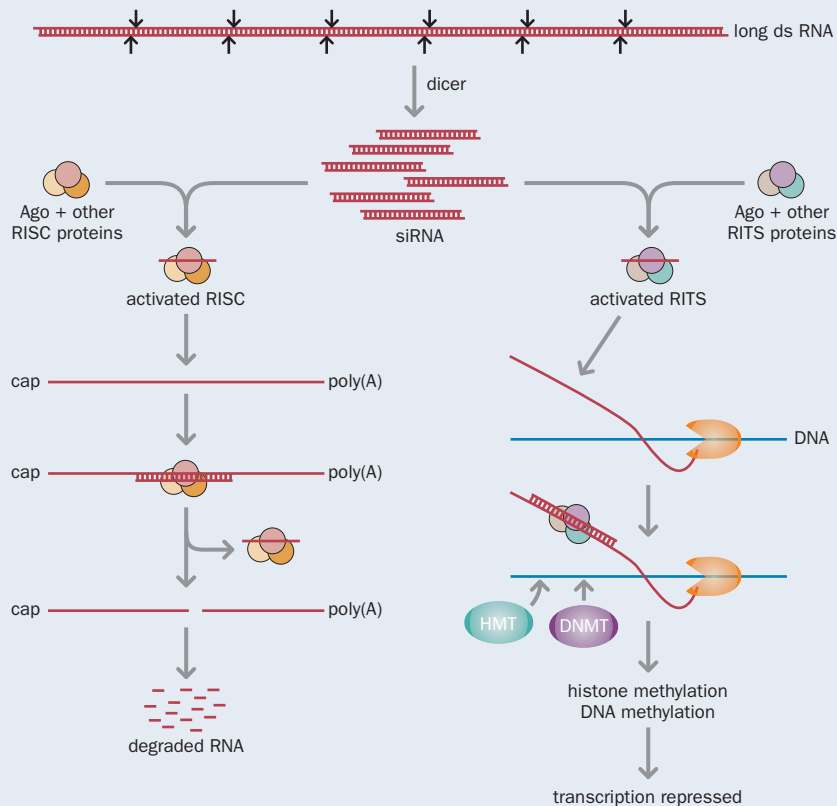 long ds RNA
dicer
siRNA
Ago + other
RISC proteins
Ago + other
RITS proteins
activated RISC
activated RITS
cap
poly(A)
DNA
cap
poly(A)
HMT
DNMT
cap
poly(A)
degraded RNA
histone methylation
DNA methylation
transcription repressed